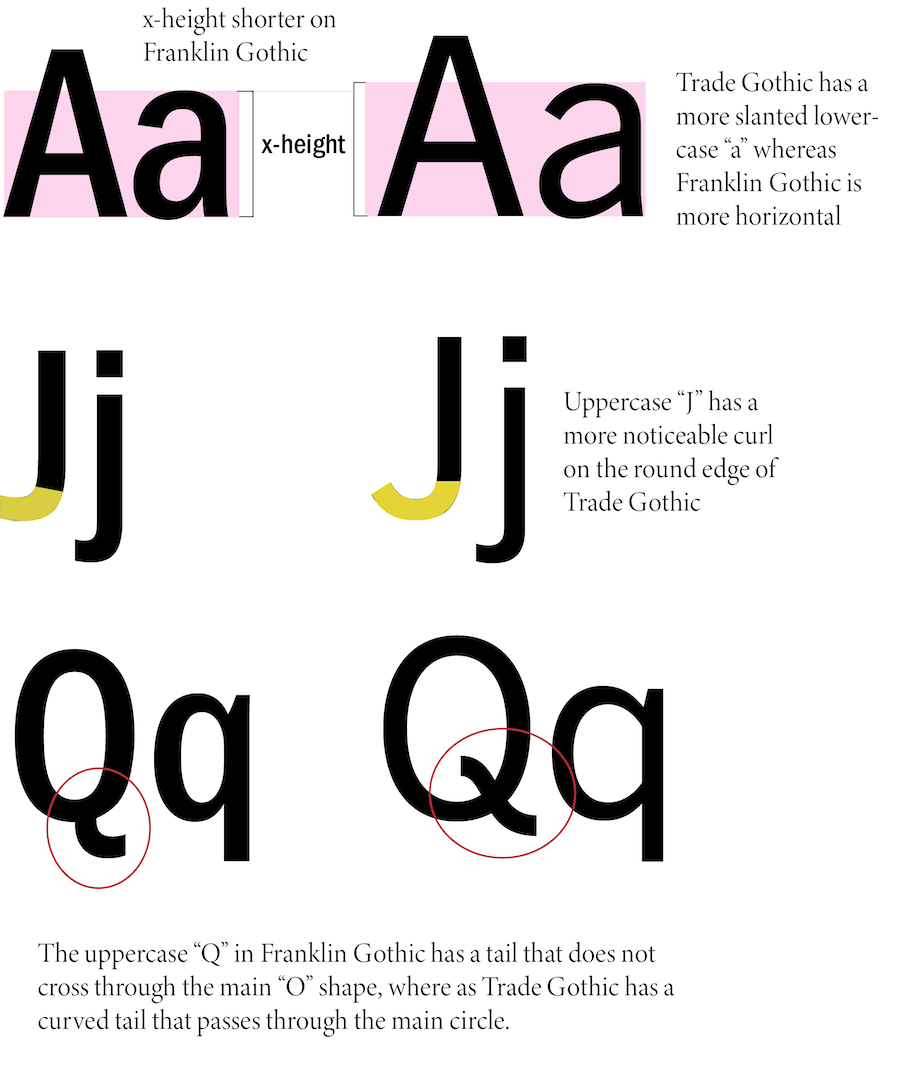 x-height shorter on
Franklin Gothic
Aa
x-height
Aa
Trade Gothic has a
more slanted lower-
case “a” whereas
Franklin Gothic is
more horizontal
Jj
Jj
Uppercase “J” has a
more noticeable curl
on the round edge of
Trade Gothic
Qq
Qq
The uppercase “Q” in Franklin Gothic has a tail that does not
cross through the main “O” shape, where as Trade Gothic has a
curved tail that passes through the main circle.